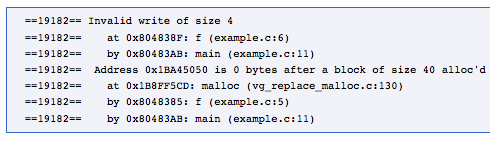 ==19182== Invalid write of size 4
==19182==    at 0x804838F: f (example.c:6)
==19182==    by 0x80483AB: main (example.c:11)
==19182==  Address 0x1BA45050 is 0 bytes after a block of size 40 alloc'd
==19182==    at 0x1B8FF5CD: malloc (vg_replace_malloc.c:130)
==19182==    by 0x8048385: f (example.c:5)
==19182==    by 0x80483AB: main (example.c:11)